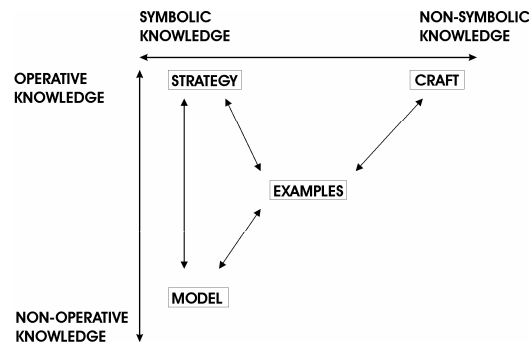 SYMBOLIC
KNOWLEDGE
NON-SYMBOLIC
KNOWLEDGE
OPERATIVE
KNOWLEDGE
STRATEGY
CRAFT
EXAMPLES
MODEL
NON-OPERATIVE
KNOWLEDGE